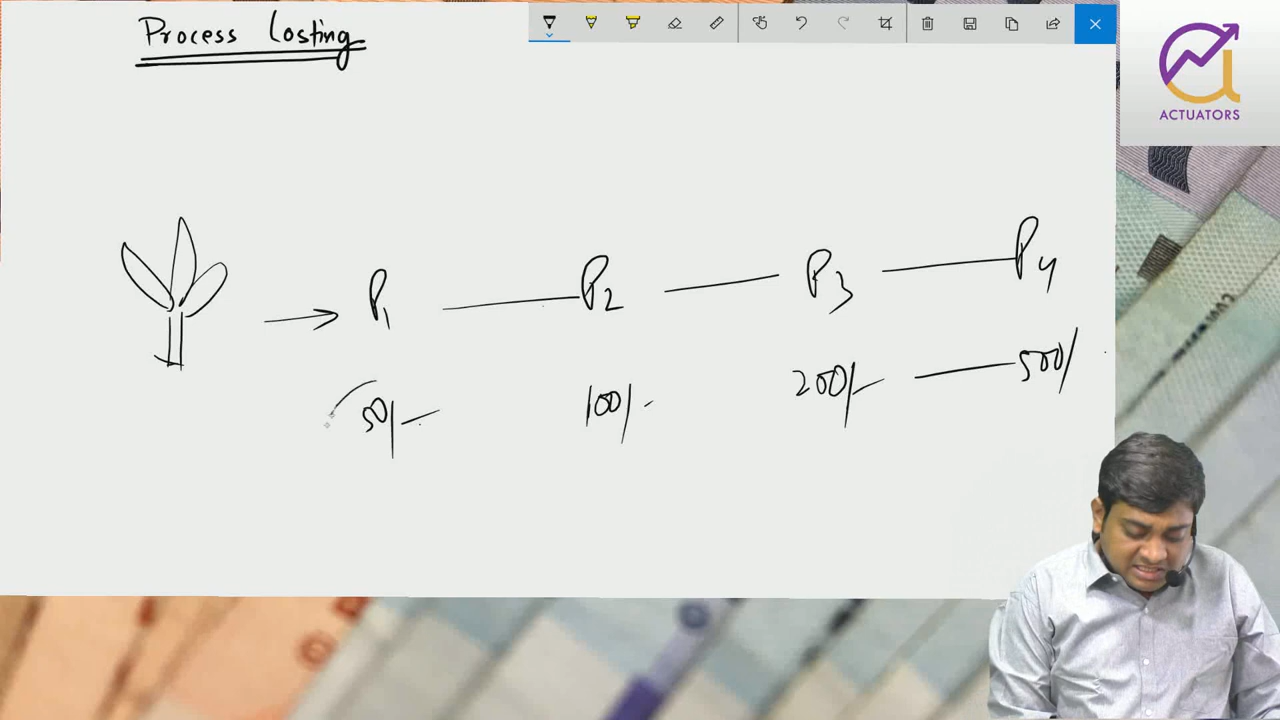 Process Costing
ACTUATORS
P1 P2 P3 P4
50/- 100/- 200/- 500/-